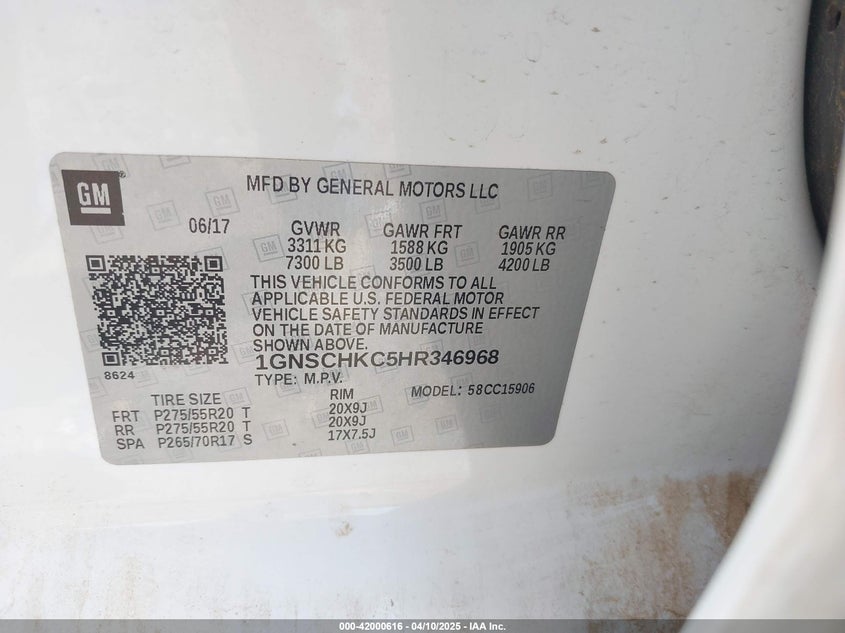 GM
MFD BY GENERAL MOTORS LLC
06/17
GVWR GAWR FRT GAWR RR
3311 KG 1588 KG 1905 KG
7300 LB 3500 LB 4200 LB
THIS VEHICLE CONFORMS TO ALL
APPLICABLE U.S. FEDERAL MOTOR
VEHICLE SAFETY STANDARDS IN EFFECT
ON THE DATE OF MANUFACTURE
SHOWN ABOVE.
1GNSCHKC5HR346968
8624
TYPE: M.P.V. MODEL: 58CC15906
TIRE SIZE RIM
FRT P275/55R20 T 20X9J
RR P275/55R20 T 20X9J
SPA P265/70R17 S 17X7.5J
000-42000616 - 04/10/2025 - IAA Inc.